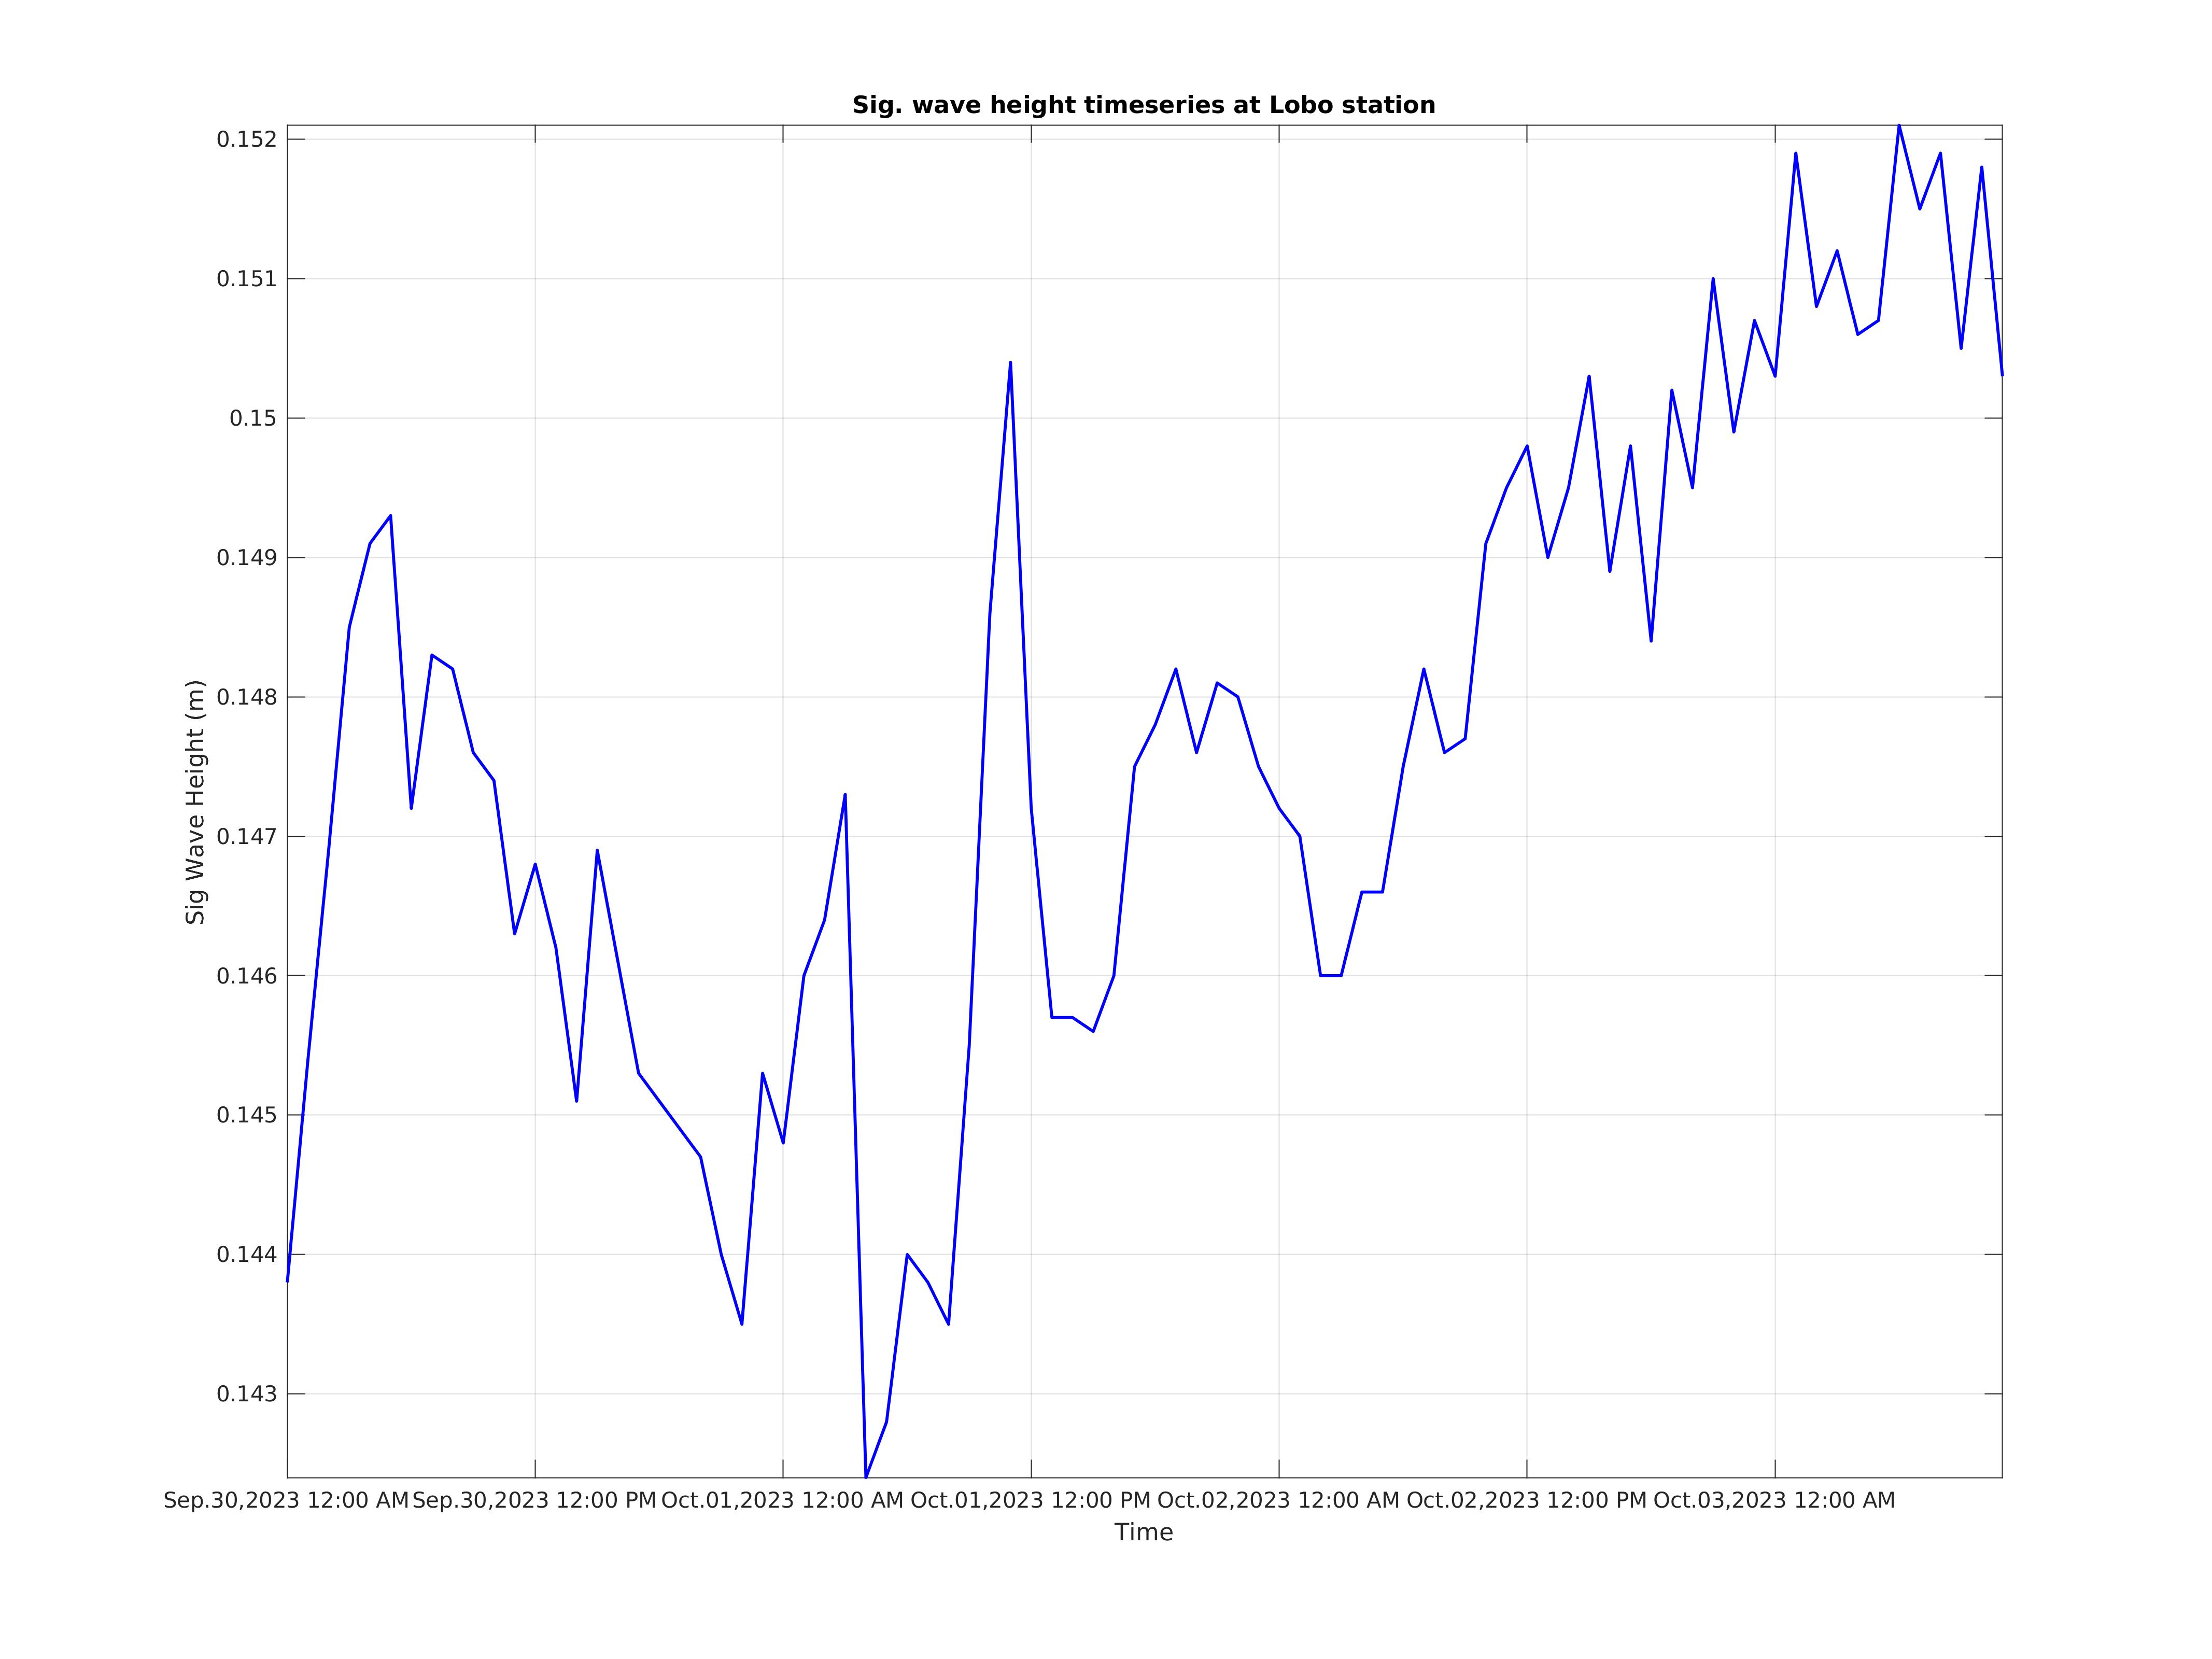 Sig. wave height timeseries at Lobo station
0.152
0.151
0.15
0.149
0.148
0.147
0.146
0.145
0.144
0.143
Sig Wave Height (m)
Sep.30,2023 12:00 AM Sep.30,2023 12:00 PM Oct.01,2023 12:00 AM Oct.01,2023 12:00 PM Oct.02,2023 12:00 AM Oct.02,2023 12:00 PM Oct.03,2023 12:00 AM
Time